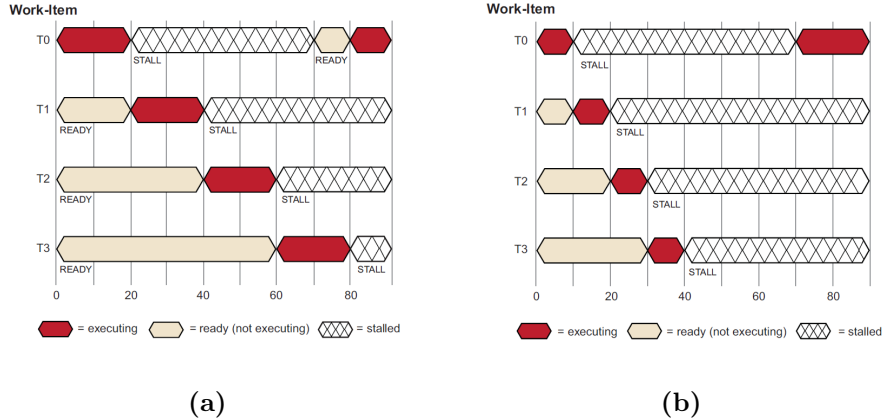 Work-Item
T0
STALL
READY
T1
READY
STALL
T2
READY
STALL
T3
READY
STALL
0 20 40 60 80
= executing = ready (not executing) = stalled
(a)
Work-Item
T0
STALL
T1
STALL
T2
STALL
T3
STALL
0 20 40 60 80
= executing = ready (not executing) = stalled
(b)